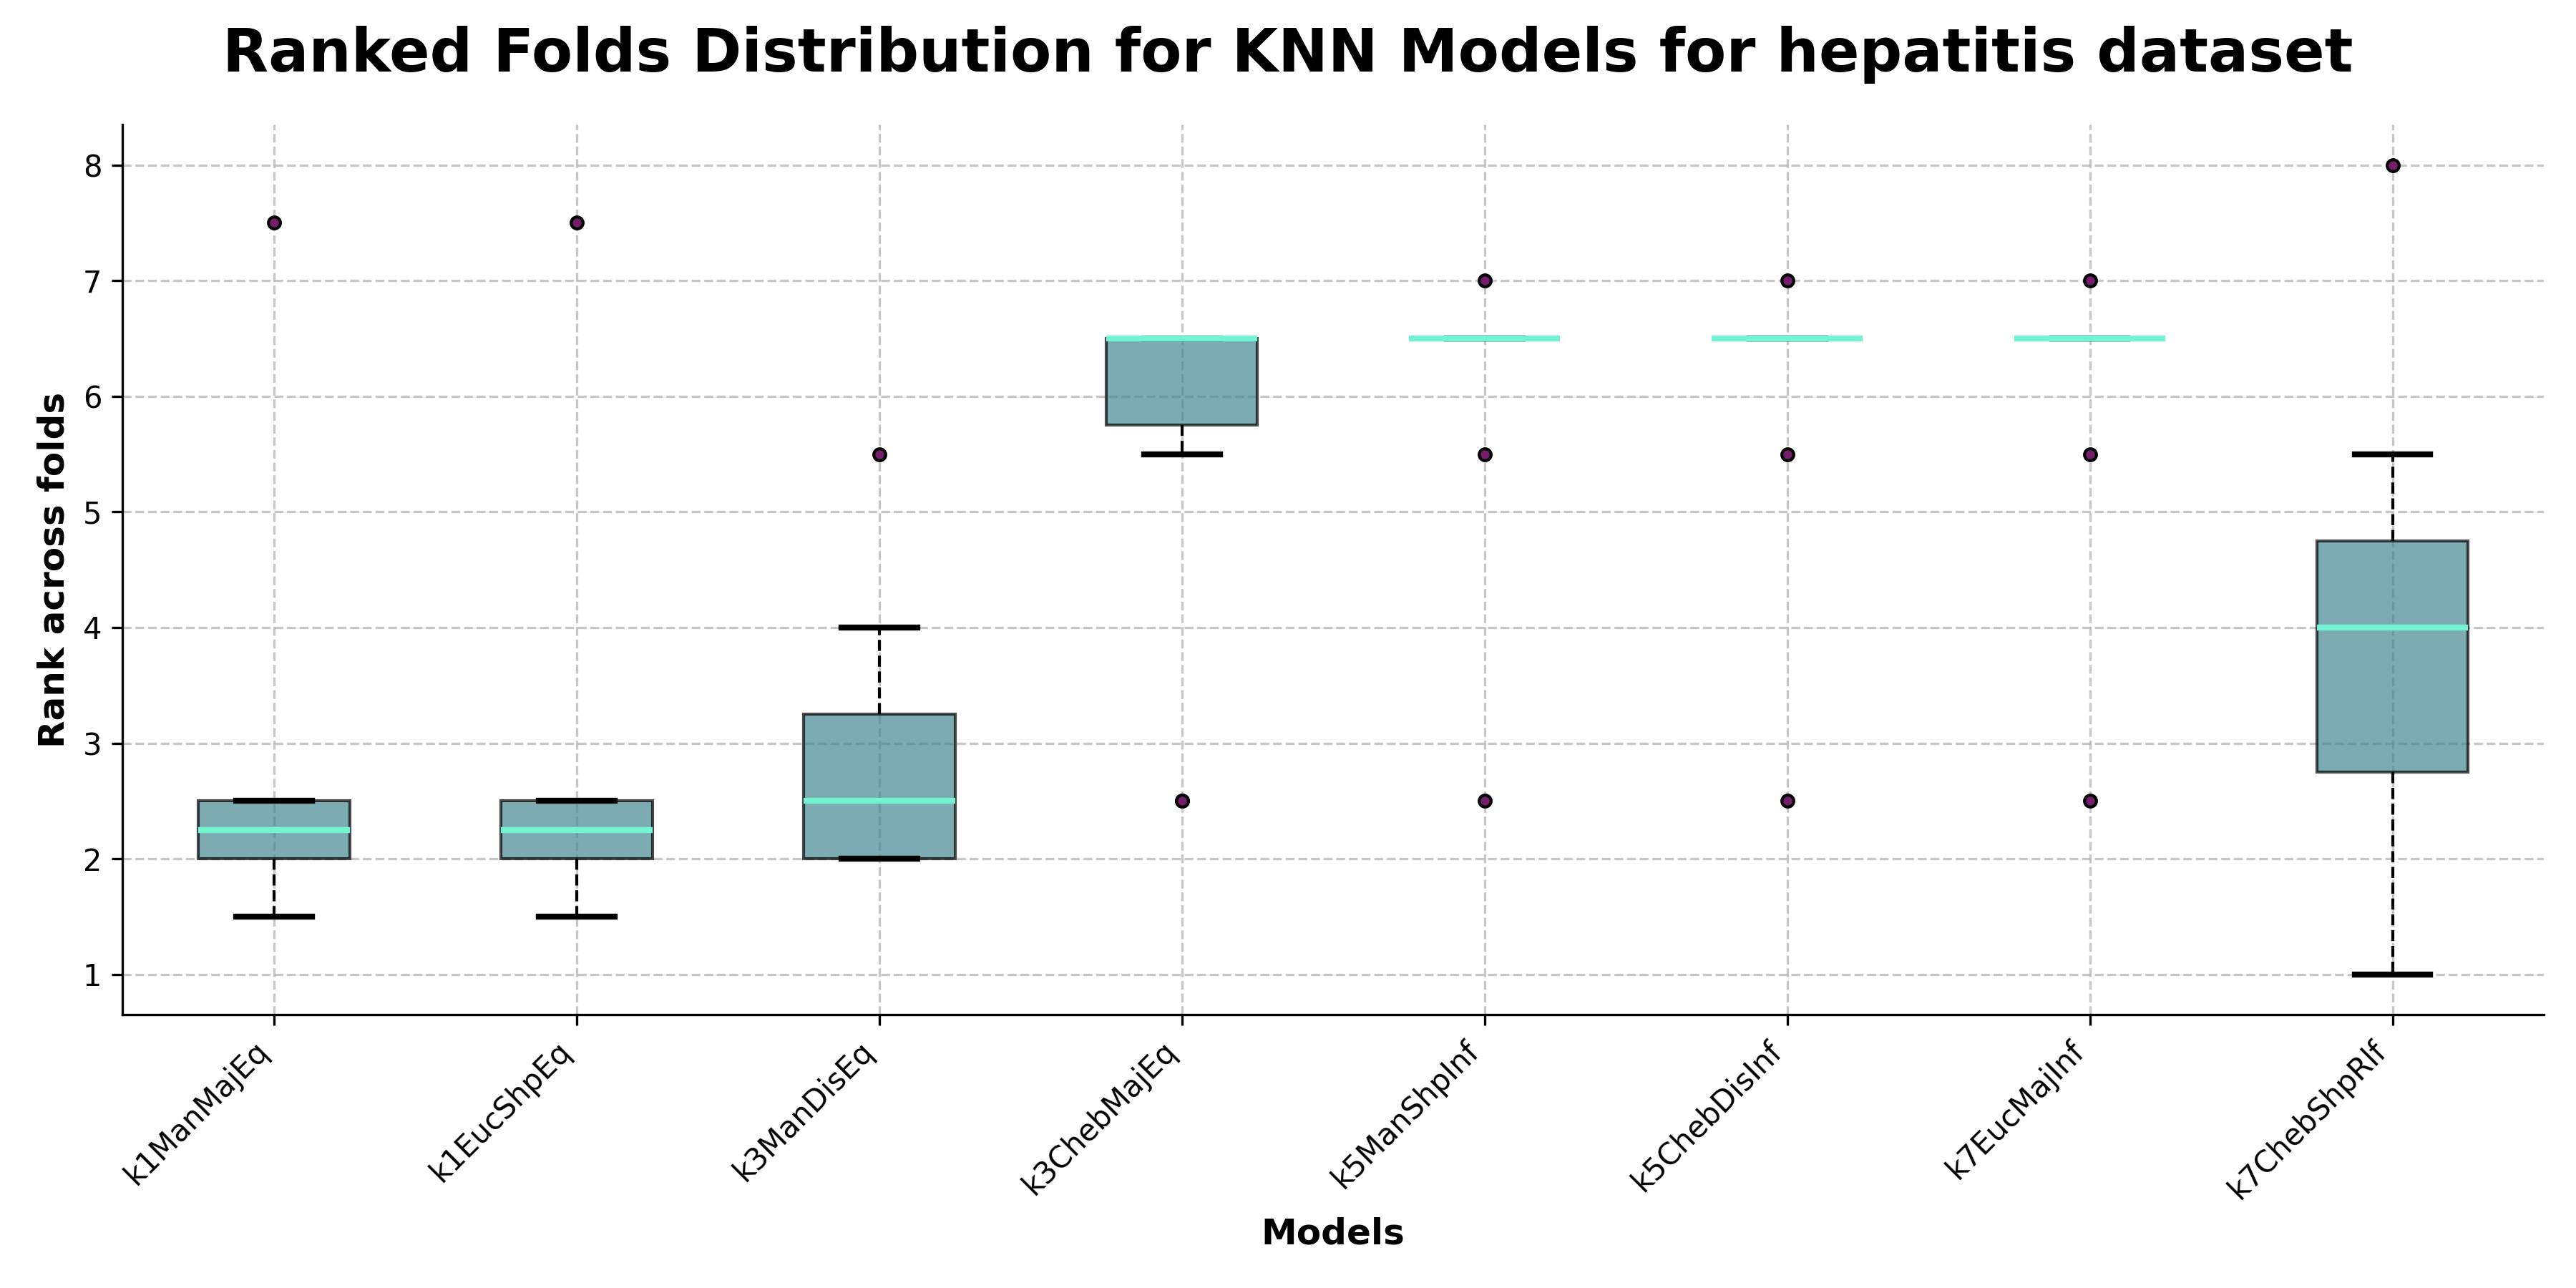 Ranked Folds Distribution for KNN Models for hepatitis dataset
Rank across folds
8
7
6
5
4
3
2
1
k1ManMajEq
k1EucShpEq
k3ManDisEq
k3ChebMajEq
k5ManShpInf
k5ChebDisInf
k7EucMajInf
k7ChebShpRlf
Models